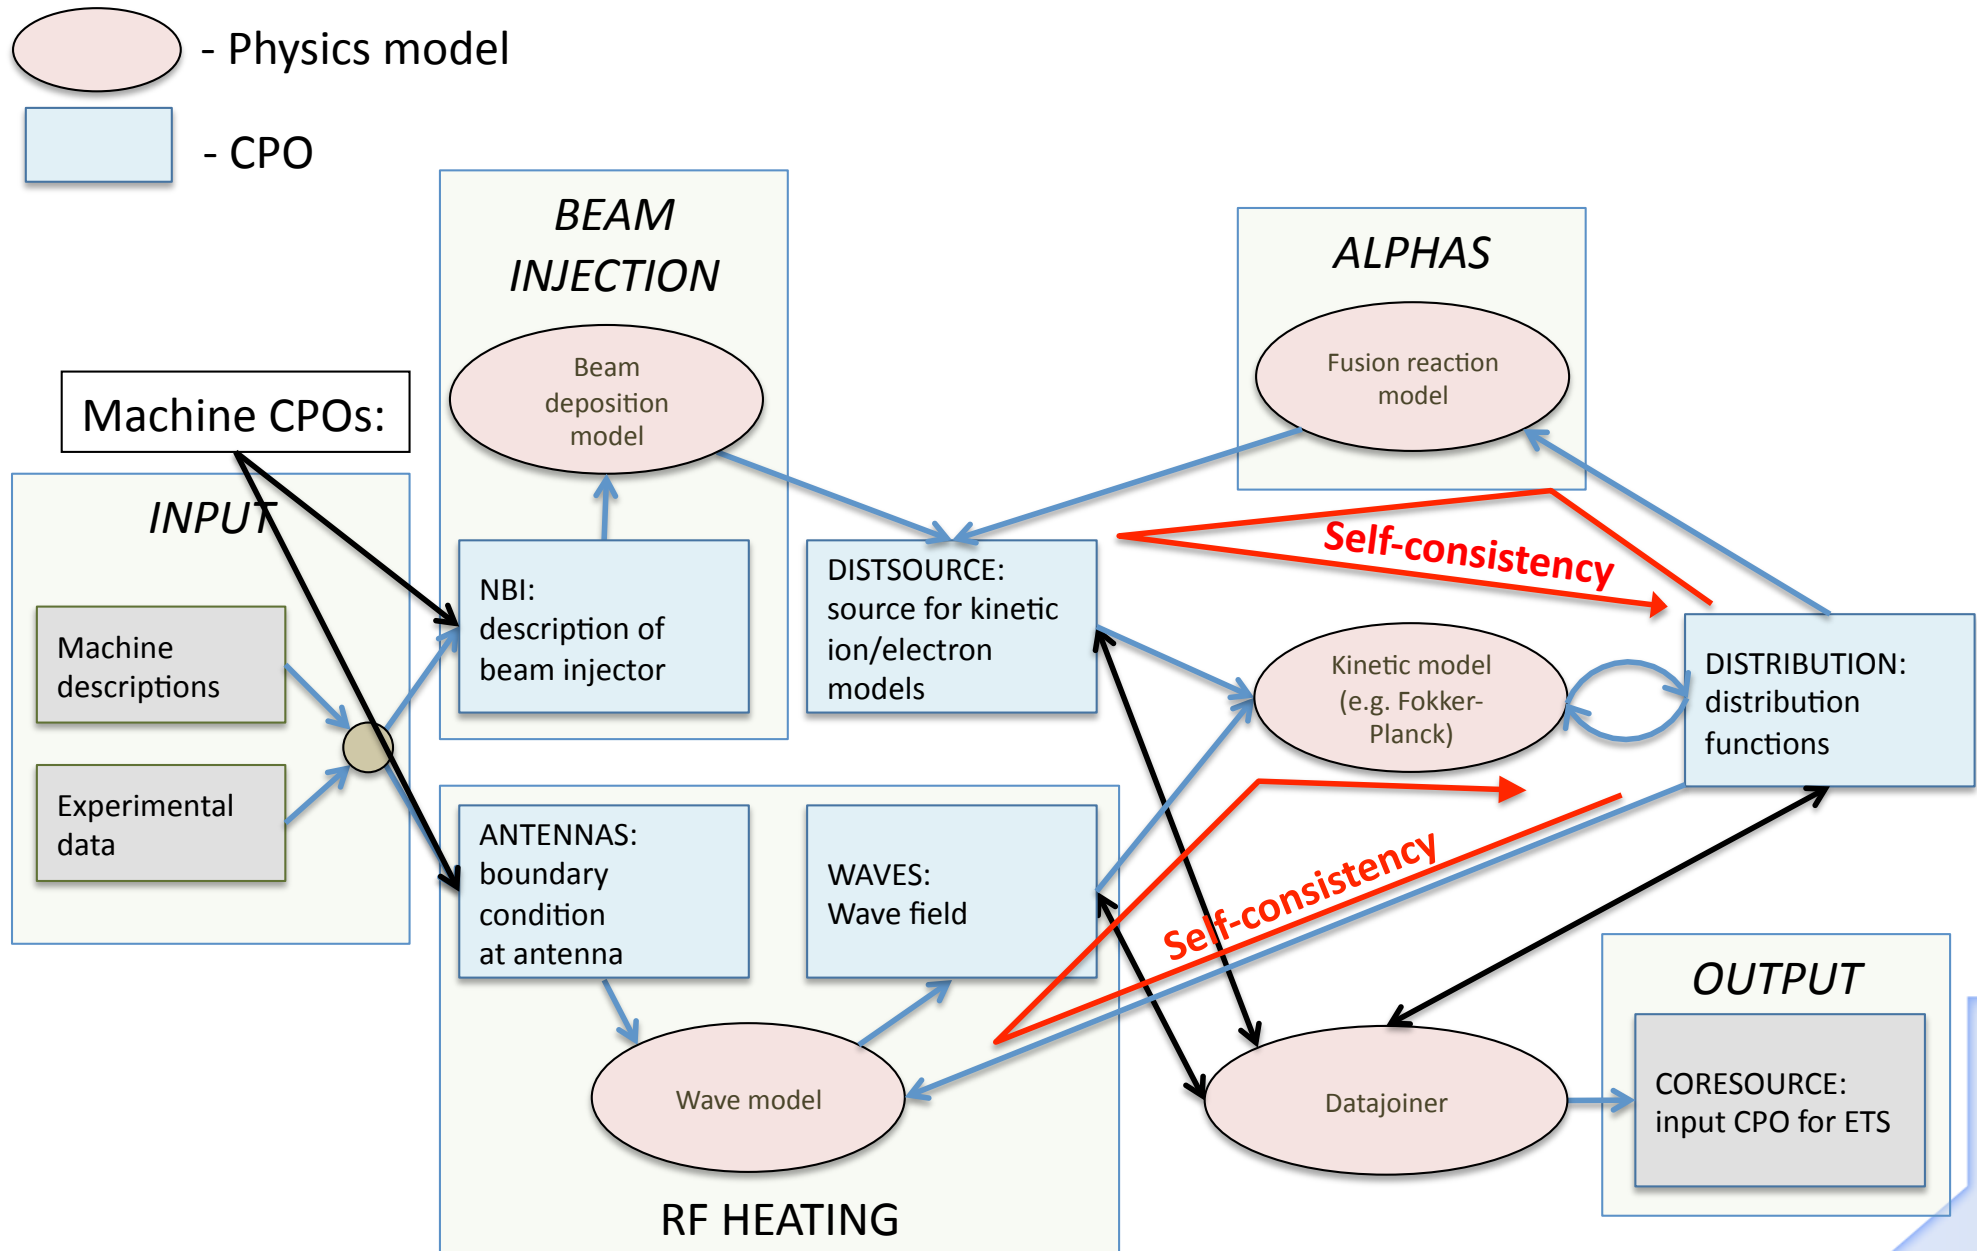 - Physics model
- CPO
BEAM
INJECTION
Beam
deposition
model
ALPHAS
Fusion reaction
model
Machine CPOs:
INPUT
Machine
descriptions
Experimental
data
NBI:
description of
beam injector
DISTSOURCE:
source for kinetic
ion/electron
models
Self-consistency
Kinetic model
(e.g. Fokker-
Planck)
DISTRIBUTION:
distribution
functions
ANTENNAS:
boundary
condition
at antenna
WAVES:
Wave field
Self-consistency
Wave model
RF HEATING
Datajoiner
OUTPUT
CORESOURCE:
input CPO for ETS